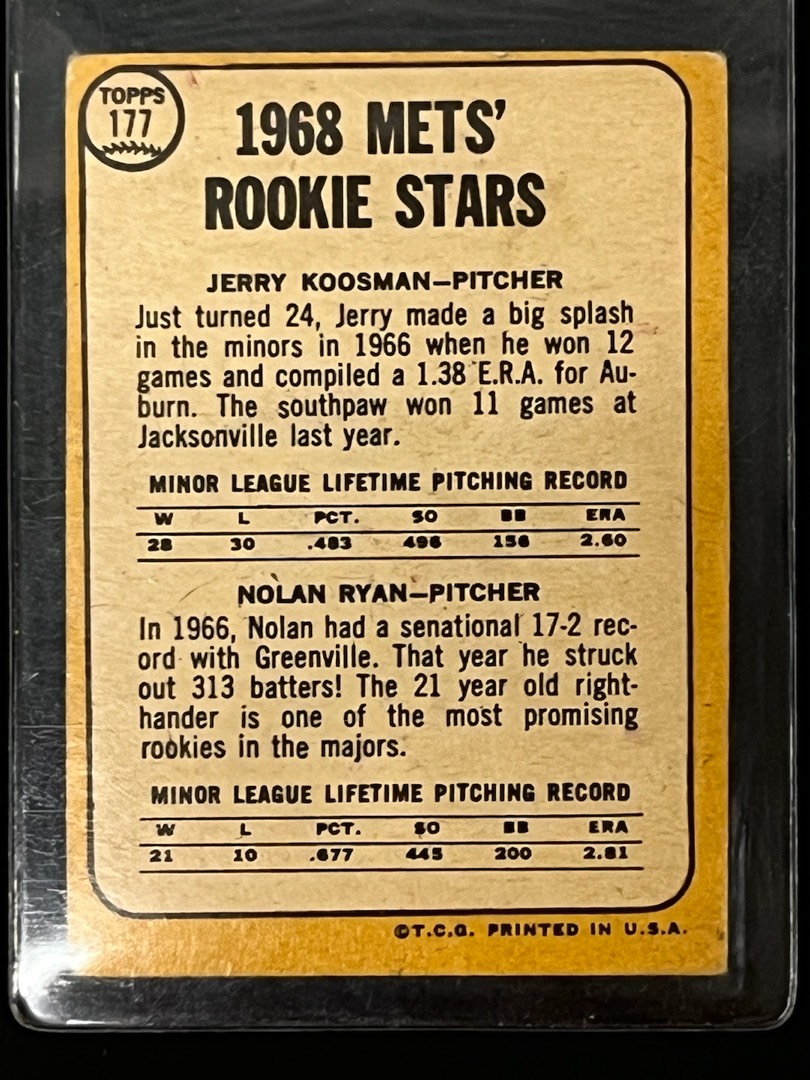 TOPPS
177
1968 METS'
ROOKIE STARS
JERRY KOOSMAN—PITCHER
Just turned 24, Jerry made a big splash
in the minors in 1966 when he won 12
games and compiled a 1.38 E.R.A. for Au-
burn. The southpaw won 11 games at
Jacksonville last year.
MINOR LEAGUE LIFETIME PITCHING RECORD
W L PCT. SO BB ERA
28 30 .483 496 156 2.60
NOLAN RYAN—PITCHER
In 1966, Nolan had a senational 17-2 rec-
ord with Greenville. That year he struck
out 313 batters! The 21 year old right-
hander is one of the most promising
rookies in the majors.
MINOR LEAGUE LIFETIME PITCHING RECORD
W L PCT. SO BB ERA
21 10 .677 445 200 2.81
©T.C.G. PRINTED IN U.S.A.